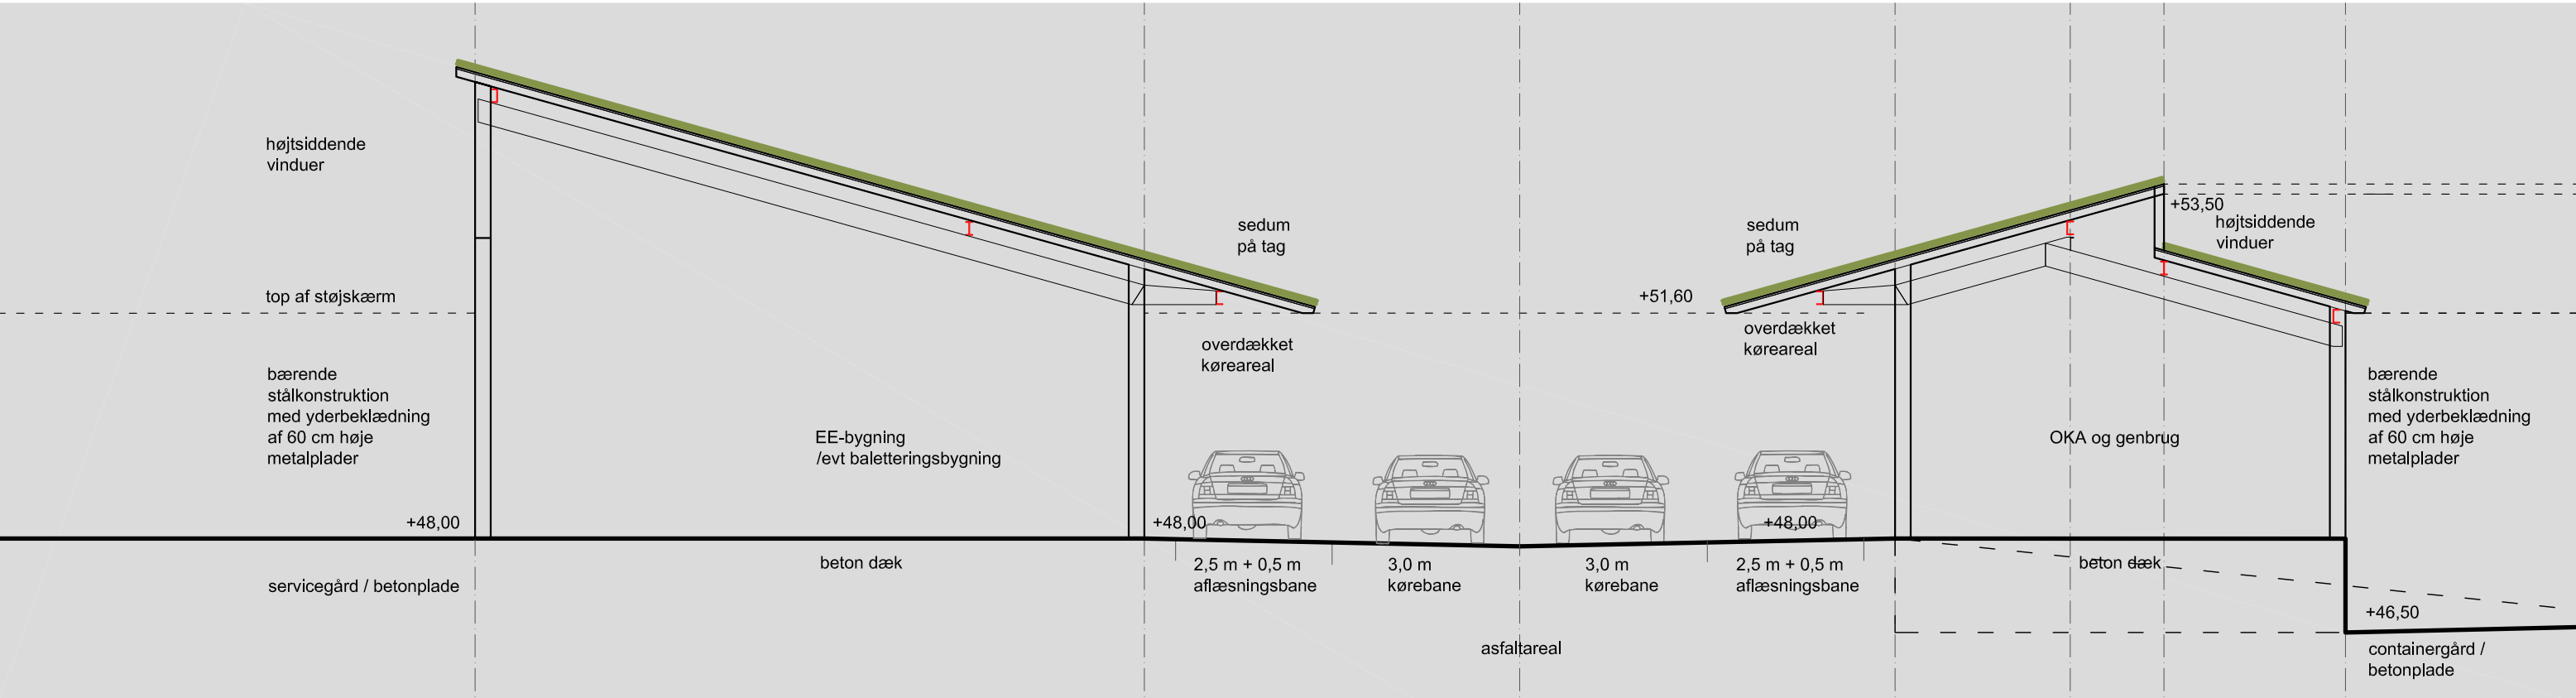 højtsiddende
vinduer
top af støjskærm
bærende
stålkonstruktion
med yderbeklædning
af 60 cm høje
metalplader
+48,00
servicegård / betonplade
EE-bygning
/evt baletteringsbygning
beton dæk
sedum
på tag
overdækket
køreareal
+48,00
2,5 m + 0,5 m
aflæsningsbane
3,0 m
kørebane
3,0 m
kørebane
2,5 m + 0,5 m
aflæsningsbane
asfaltareal
+51,60
sedum
på tag
overdækket
køreareal
+48,00
+53,50
højtsiddende
vinduer
OKA og genbrug
beton dæk
bærende
stålkonstruktion
med yderbeklædning
af 60 cm høje
metalplader
+46,50
containergård /
betonplade